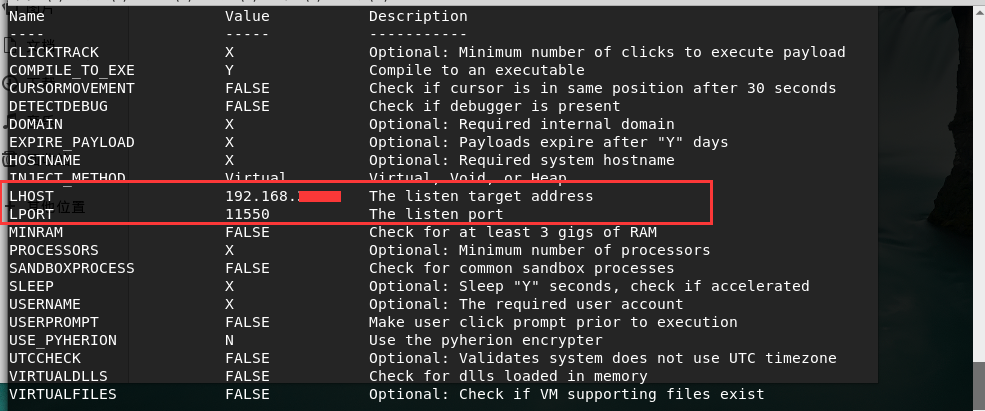 Name Value Description
---- ----- -----------
CLICKTRACK X Optional: Minimum number of clicks to execute payload
COMPILE_TO_EXE Y Compile to an executable
CURSORMOVEMENT FALSE Check if cursor is in same position after 30 seconds
DETECTDEBUG FALSE Check if debugger is present
DOMAIN X Optional: Required internal domain
EXPIRE_PAYLOAD X Optional: Payloads expire after "Y" days
HOSTNAME X Optional: Required system hostname
INJECT_METHOD Virtual Virtual, Void, or Heap
LHOST 192.168. The listen target address
LPORT 11550 The listen port
位置
MINRAM FALSE Check for at least 3 gigs of RAM
PROCESSORS X Optional: Minimum number of processors
SANDBOXPROCESS FALSE Check for common sandbox processes
SLEEP X Optional: Sleep "Y" seconds, check if accelerated
USERNAME X Optional: The required user account
USERPROMPT FALSE Make user click prompt prior to execution
USE_PYHERION N Use the pyherion encrypter
UTCCHECK FALSE Optional: Validates system does not use UTC timezone
VIRTUALDLLS FALSE Check for dlls loaded in memory
VIRTUALFILES FALSE Optional: Check if VM supporting files exist